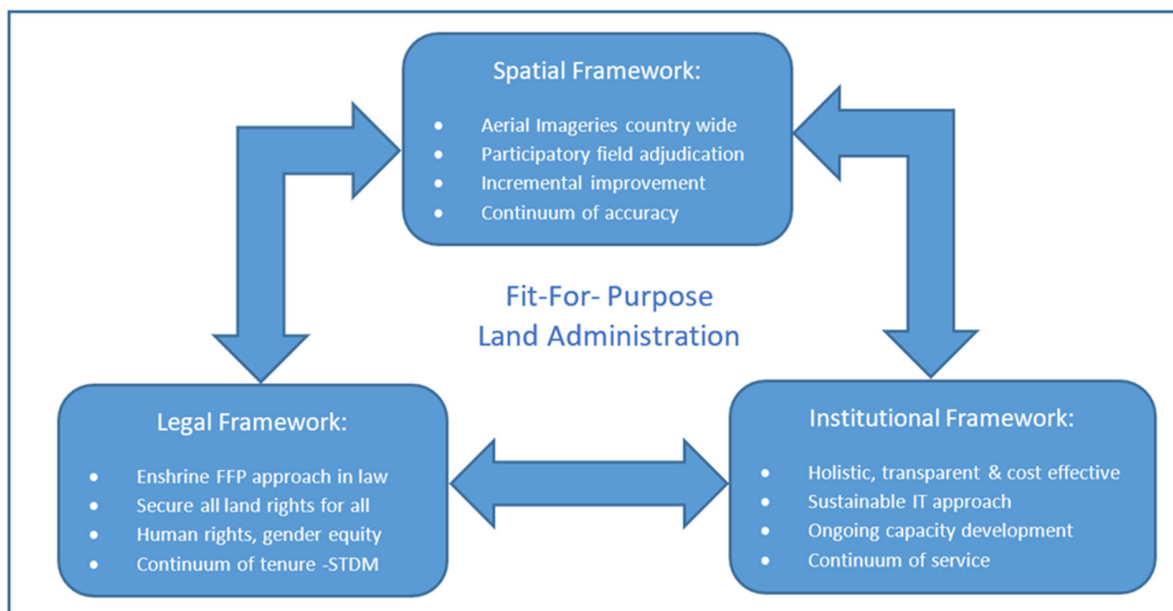 Spatial Framework:
• Aerial Imageries country wide
• Participatory field adjudication
• Incremental improvement
• Continuum of accuracy
Fit-For- Purpose
Land Administration
Legal Framework:
• Enshrine FFP approach in law
• Secure all land rights for all
• Human rights, gender equity
• Continuum of tenure -STDM
Institutional Framework:
• Holistic, transparent & cost effective
• Sustainable IT approach
• Ongoing capacity development
• Continuum of service